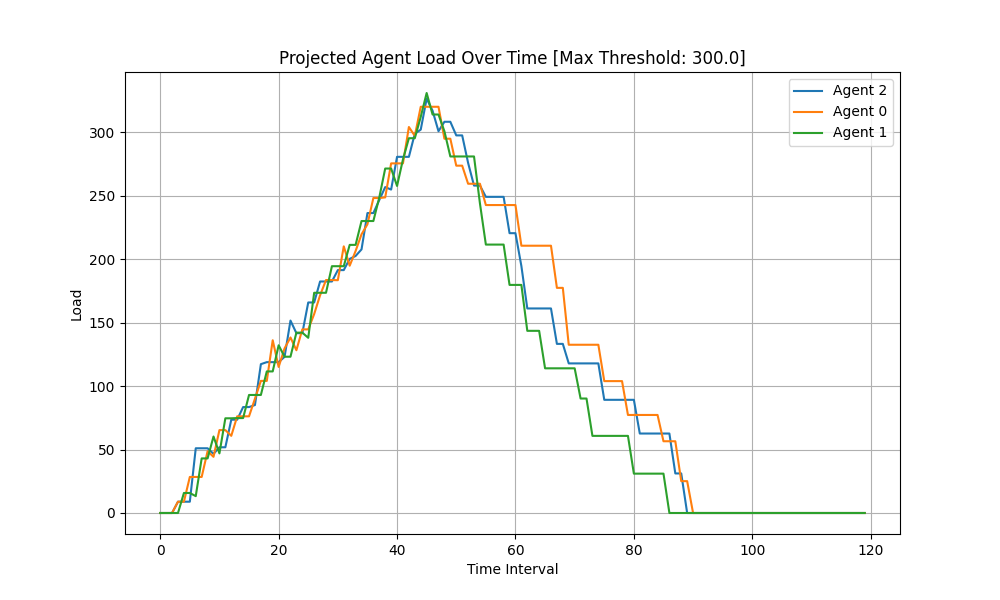 Projected Agent Load Over Time [Max Threshold: 300.0]
Agent 2
Agent 0
Agent 1
Load
300
250
200
150
100
50
0
0 20 40 60 80 100 120
Time Interval